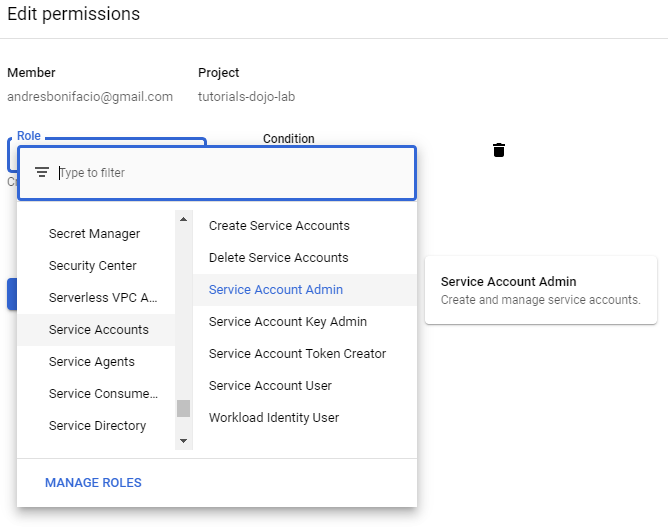 Edit permissions
Member
Project
andresbonifacio@gmail.com
tutorials-dojo-lab
Role
Condition
Type to filter
Secret Manager
Security Center
Serverless VPC A...
Service Accounts
Service Agents
Service Consume...
Service Directory
Create Service Accounts
Delete Service Accounts
Service Account Admin
Service Account Key Admin
Service Account Token Creator
Service Account User
Workload Identity User
Service Account Admin
Create and manage service accounts.
MANAGE ROLES